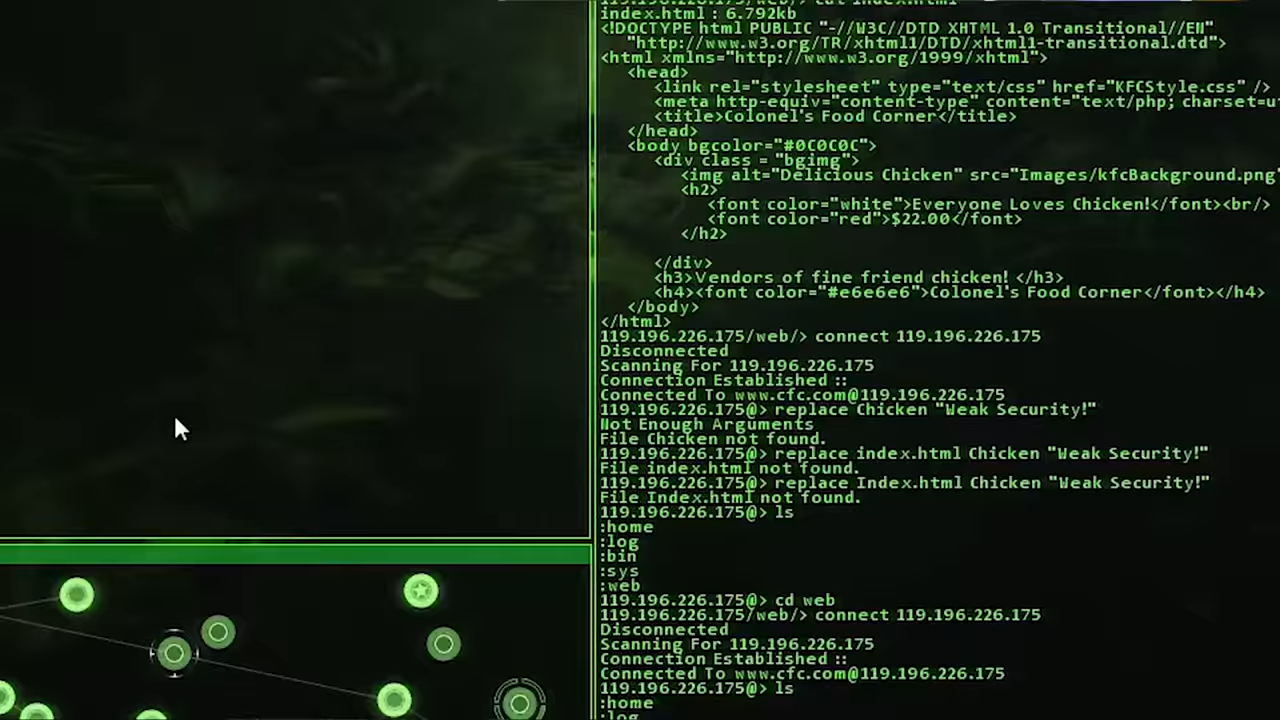 119.196.226.175/web/> cat index.html
index.html : 6.792kb
<!DOCTYPE html PUBLIC "-//W3C//DTD XHTML 1.0 Transitional//EN"
"http://www.w3.org/TR/xhtml1/DTD/xhtml1-transitional.dtd">
<html xmlns="http://www.w3.org/1999/xhtml">
<head>
<link rel="stylesheet" type="text/css" href="KFCStyle.css" />
<meta http-equiv="content-type" content="text/php; charset=u
<title>Colonel's Food Corner</title>
</head>
<body bgcolor="#0C0C0C">
<div class = "bgimg">
<img alt="Delicious Chicken" src="Images/kfcBackground.png"
<h2>
<font color="white">Everyone Loves Chicken!</font><br/>
<font color="red">$22.00</font>
</h2>
</div>
<h3>Vendors of fine friend chicken! </h3>
<h4><font color="#e6e6e6">Colonel's Food Corner</font></h4>
</body>
</html>
119.196.226.175/web/> connect 119.196.226.175
Disconnected
Scanning For 119.196.226.175
Connection Established ::
Connected To www.cfc.com@119.196.226.175
119.196.226.175@> replace Chicken "Weak Security!"
Not Enough Arguments
File Chicken not found.
119.196.226.175@> replace index.html Chicken "Weak Security!"
File index.html not found.
119.196.226.175@> replace Index.html Chicken "Weak Security!"
File Index.html not found.
119.196.226.175@> ls
:home
:log
:bin
:sys
:web
119.196.226.175@> cd web
119.196.226.175/web/> connect 119.196.226.175
Disconnected
Scanning For 119.196.226.175
Connection Established ::
Connected To www.cfc.com@119.196.226.175
119.196.226.175@> ls
:home
:log